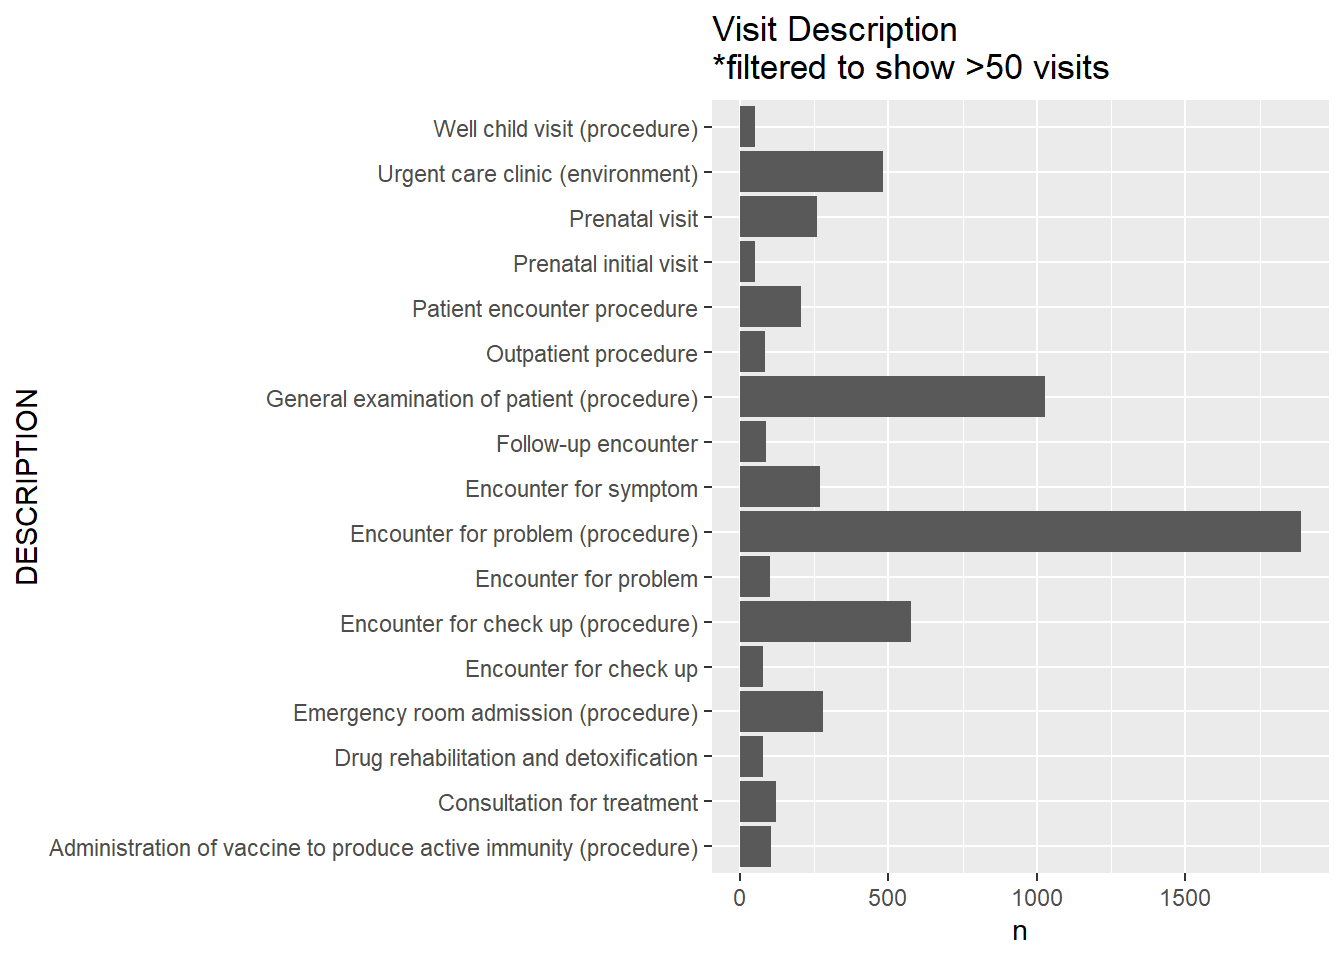 Visit Description
*filtered to show >50 visits
Well child visit (procedure)
Urgent care clinic (environment)
Prenatal visit
Prenatal initial visit
Patient encounter procedure
Outpatient procedure
General examination of patient (procedure)
Follow-up encounter
Encounter for symptom
Encounter for problem (procedure)
Encounter for problem
Encounter for check up (procedure)
Encounter for check up
Emergency room admission (procedure)
Drug rehabilitation and detoxification
Consultation for treatment
Administration of vaccine to produce active immunity (procedure)
DESCRIPTION
0 500 1000 1500
n